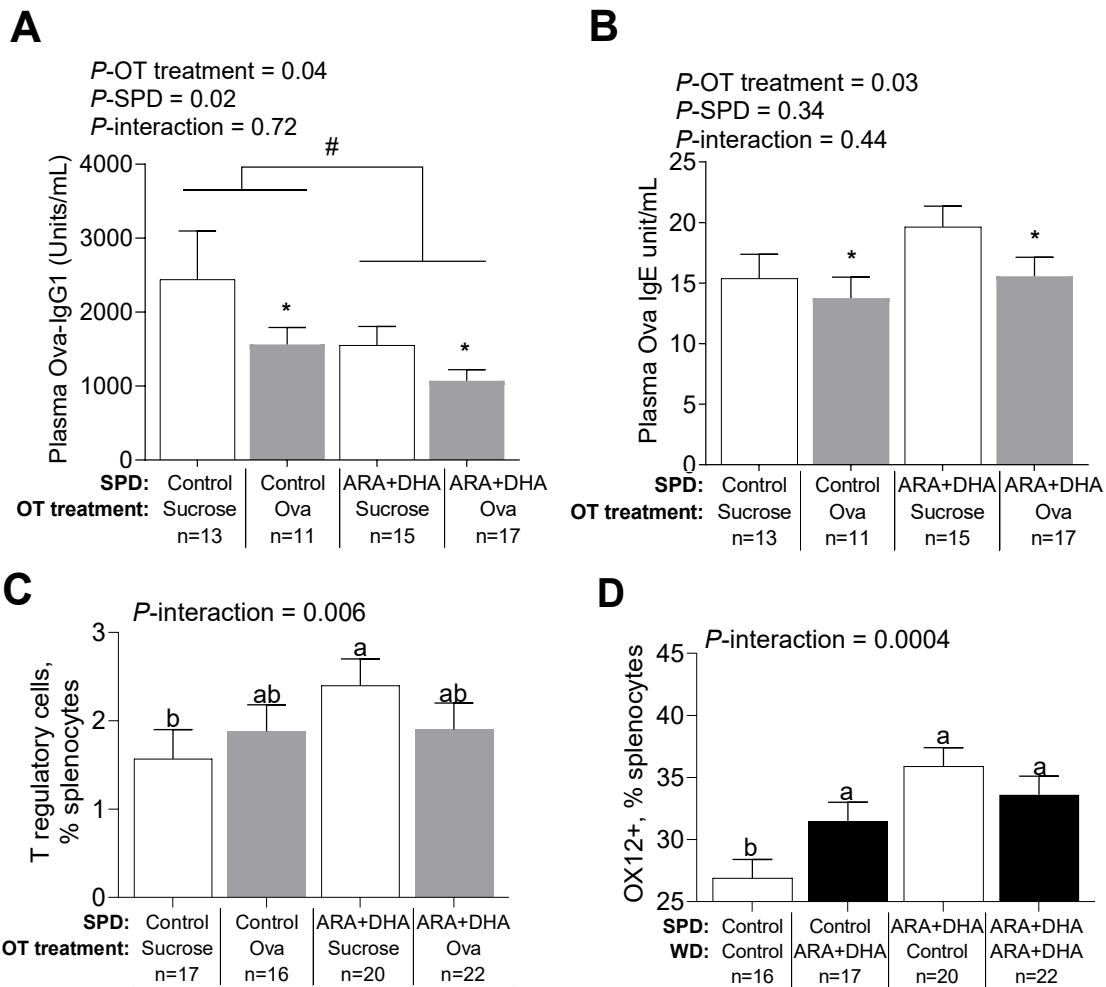 A
P-OT treatment = 0.04
P-SPD = 0.02
P-interaction = 0.72
#
Plasma Ova-IgG1 (Units/mL)
4000
3000
2000
1000
0
*
*
SPD: Control Control ARA+DHA ARA+DHA
OT treatment: Sucrose Ova Sucrose Ova
n=13 n=11 n=15 n=17
B
P-OT treatment = 0.03
P-SPD = 0.34
P-interaction = 0.44
Plasma Ova IgE unit/mL
25
20
15
10
5
0
*
*
SPD: Control Control ARA+DHA ARA+DHA
OT treatment: Sucrose Ova Sucrose Ova
n=13 n=11 n=15 n=17
C
P-interaction = 0.006
T regulatory cells,
% splenocytes
3
2
1
0
b ab a ab
SPD: Control Control ARA+DHA ARA+DHA
OT treatment: Sucrose Ova Sucrose Ova
n=17 n=16 n=20 n=22
D
P-interaction = 0.0004
OX12+, % splenocytes
45
40
35
30
25
b a a a
SPD: Control Control ARA+DHA ARA+DHA
WD: Control ARA+DHA Control ARA+DHA
n=16 n=17 n=20 n=22